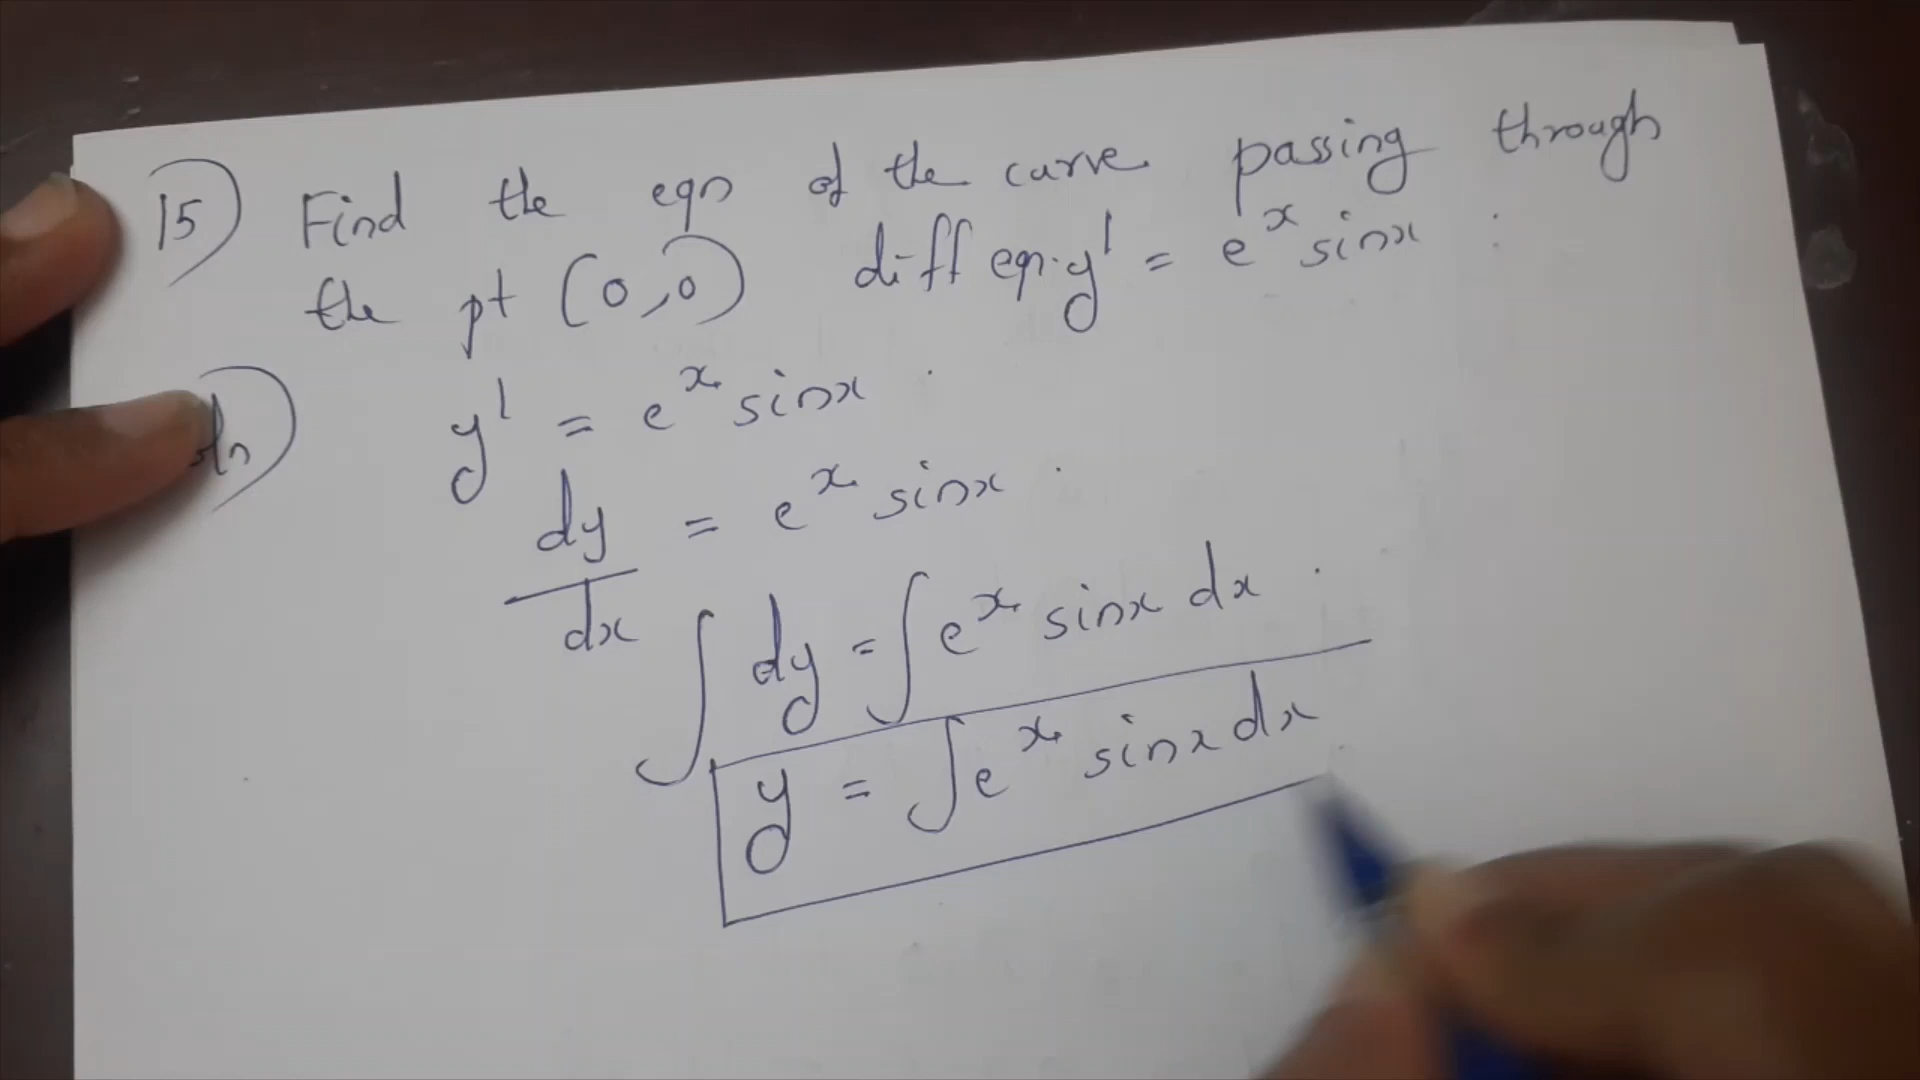 15) Find the eqn of the curve passing through
the pt (0,0) diff eqn. y' = e^x sinx :
y' = e^x sinx.
dy/dx = e^x sinx.
∫dy = ∫e^x sinx dx.
y = ∫e^x sinx dx